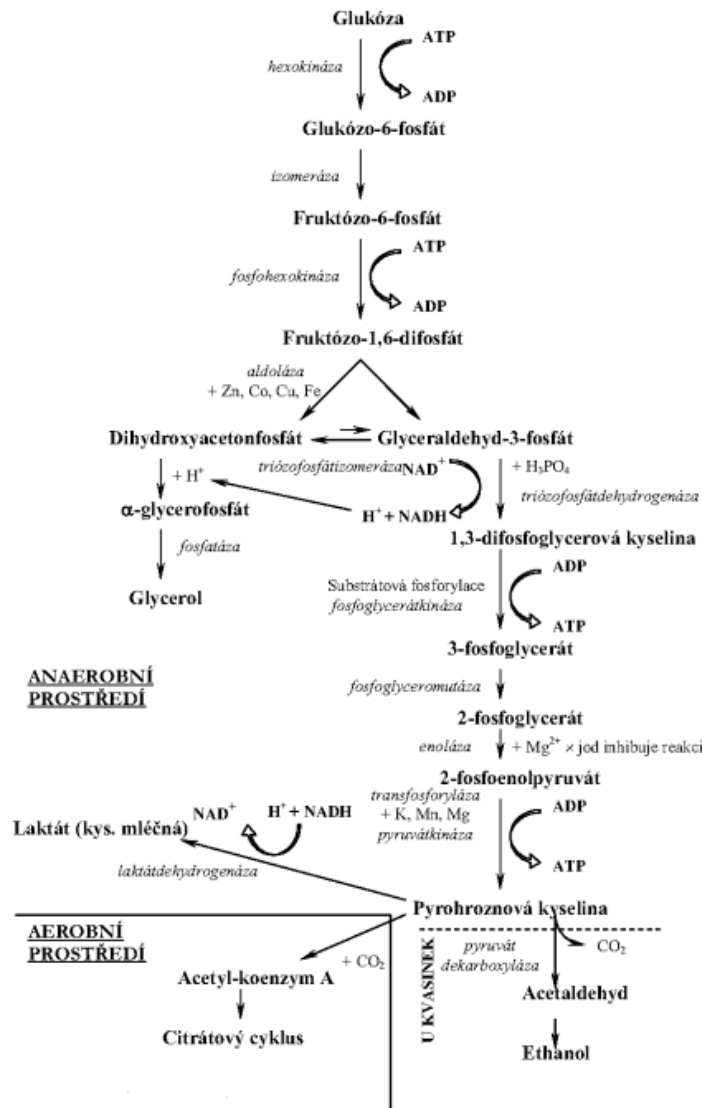 Glukóza
ATP
hexokináza
ADP
Glukózo-6-fosfát
izomeráza
Fruktózo-6-fosfát
ATP
fosfohexokináza
ADP
Fruktózo-1,6-difosfát
aldoláza
+ Zn, Co, Cu, Fe
Dihydroxyacetonfosfát
Glyceraldehyd-3-fosfát
+ H⁺
triózofosfátizomeráza
NAD⁺
+ H₃PO₄
triózofosfátdehydrogenáza
α-glycerofosfát
H⁺ + NADH
1,3-difosfoglycerová kyselina
fosfatáza
ADP
Substrátová fosforylace
fosfoglycerátkináza
Glycerol
ATP
3-fosfoglycerát
ANAEROBNÍ
PROSTŘEDÍ
fosfoglyceromutáza
2-fosfoglycerát
enoláza
+ Mg²⁺ × jod inhibuje reakci
2-fosfoenolpyruvát
transfosforyláza
+ K, Mn, Mg
pyruvátkináza
ADP
NAD⁺
H⁺ + NADH
Laktát (kys. mléčná)
ATP
laktátdehydrogenáza
Pyrohroznová kyselina
AEROBNÍ
PROSTŘEDÍ
+ CO₂
U KVASINEK
pyruvát
dekarboxyláza
CO₂
Acetyl-koenzym A
Acetaldehyd
Citrátový cyklus
Ethanol